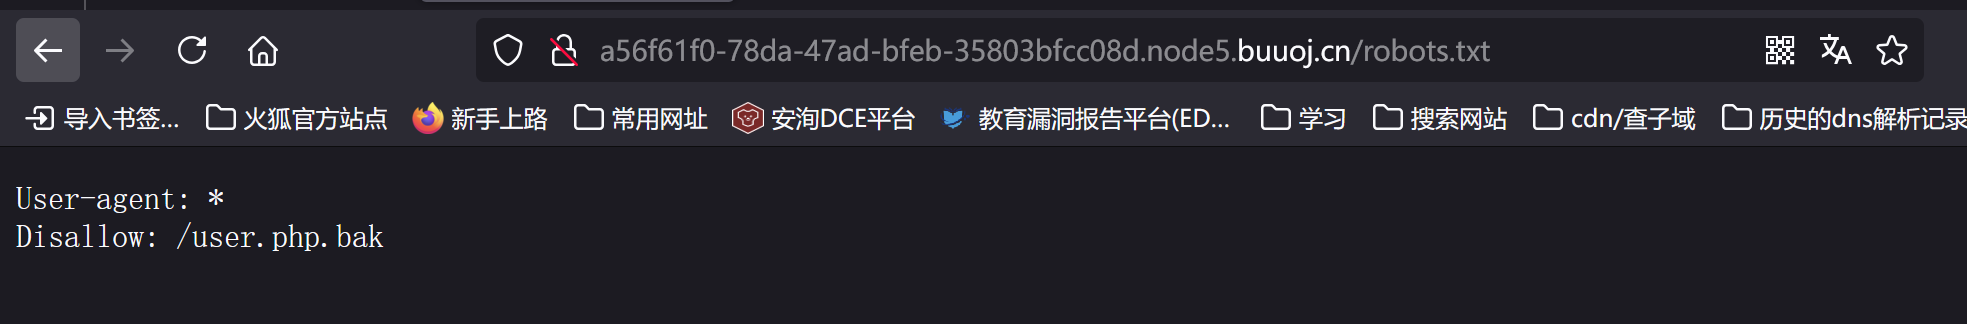 a56f61f0-78da-47ad-bfeb-35803bfcc08d.node5.buuoj.cn/robots.txt
导入书签... 火狐官方站点 新手上路 常用网址 安洵DCE平台 教育漏洞报告平台(ED... 学习 搜索网站 cdn/查子域 历史的dns解析记录
User-agent: *
Disallow: /user.php.bak